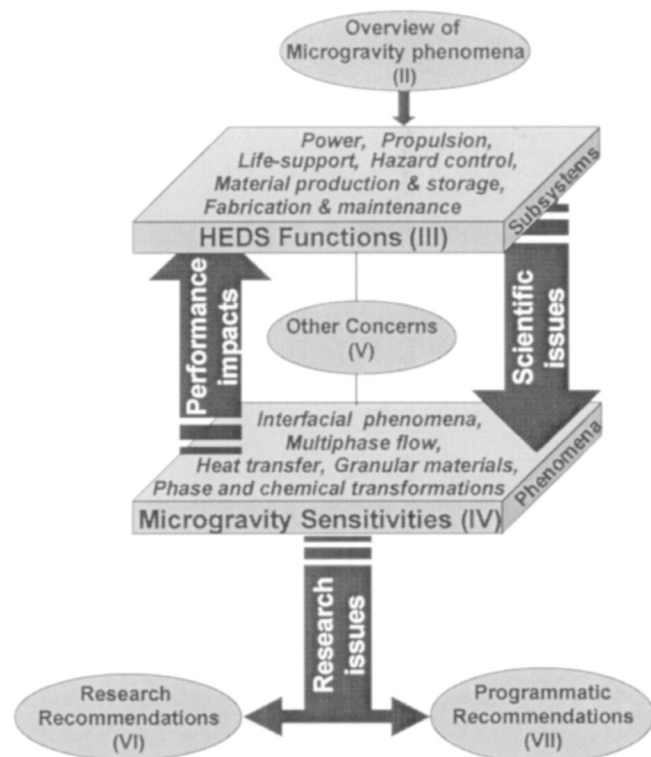 Overview of
Microgravity phenomena
(II)
Power, Propulsion,
Life-support, Hazard control,
Material production & storage,
Fabrication & maintenance
HEDS Functions (III)
Subsystems
Performance
impacts
Other Concerns
(V)
Scientific
issues
Interfacial phenomena,
Multiphase flow,
Heat transfer, Granular materials,
Phase and chemical transformations
Microgravity Sensitivities (IV)
Phenomena
Research
issues
Research
Recommendations
(VI)
Programmatic
Recommendations
(VII)